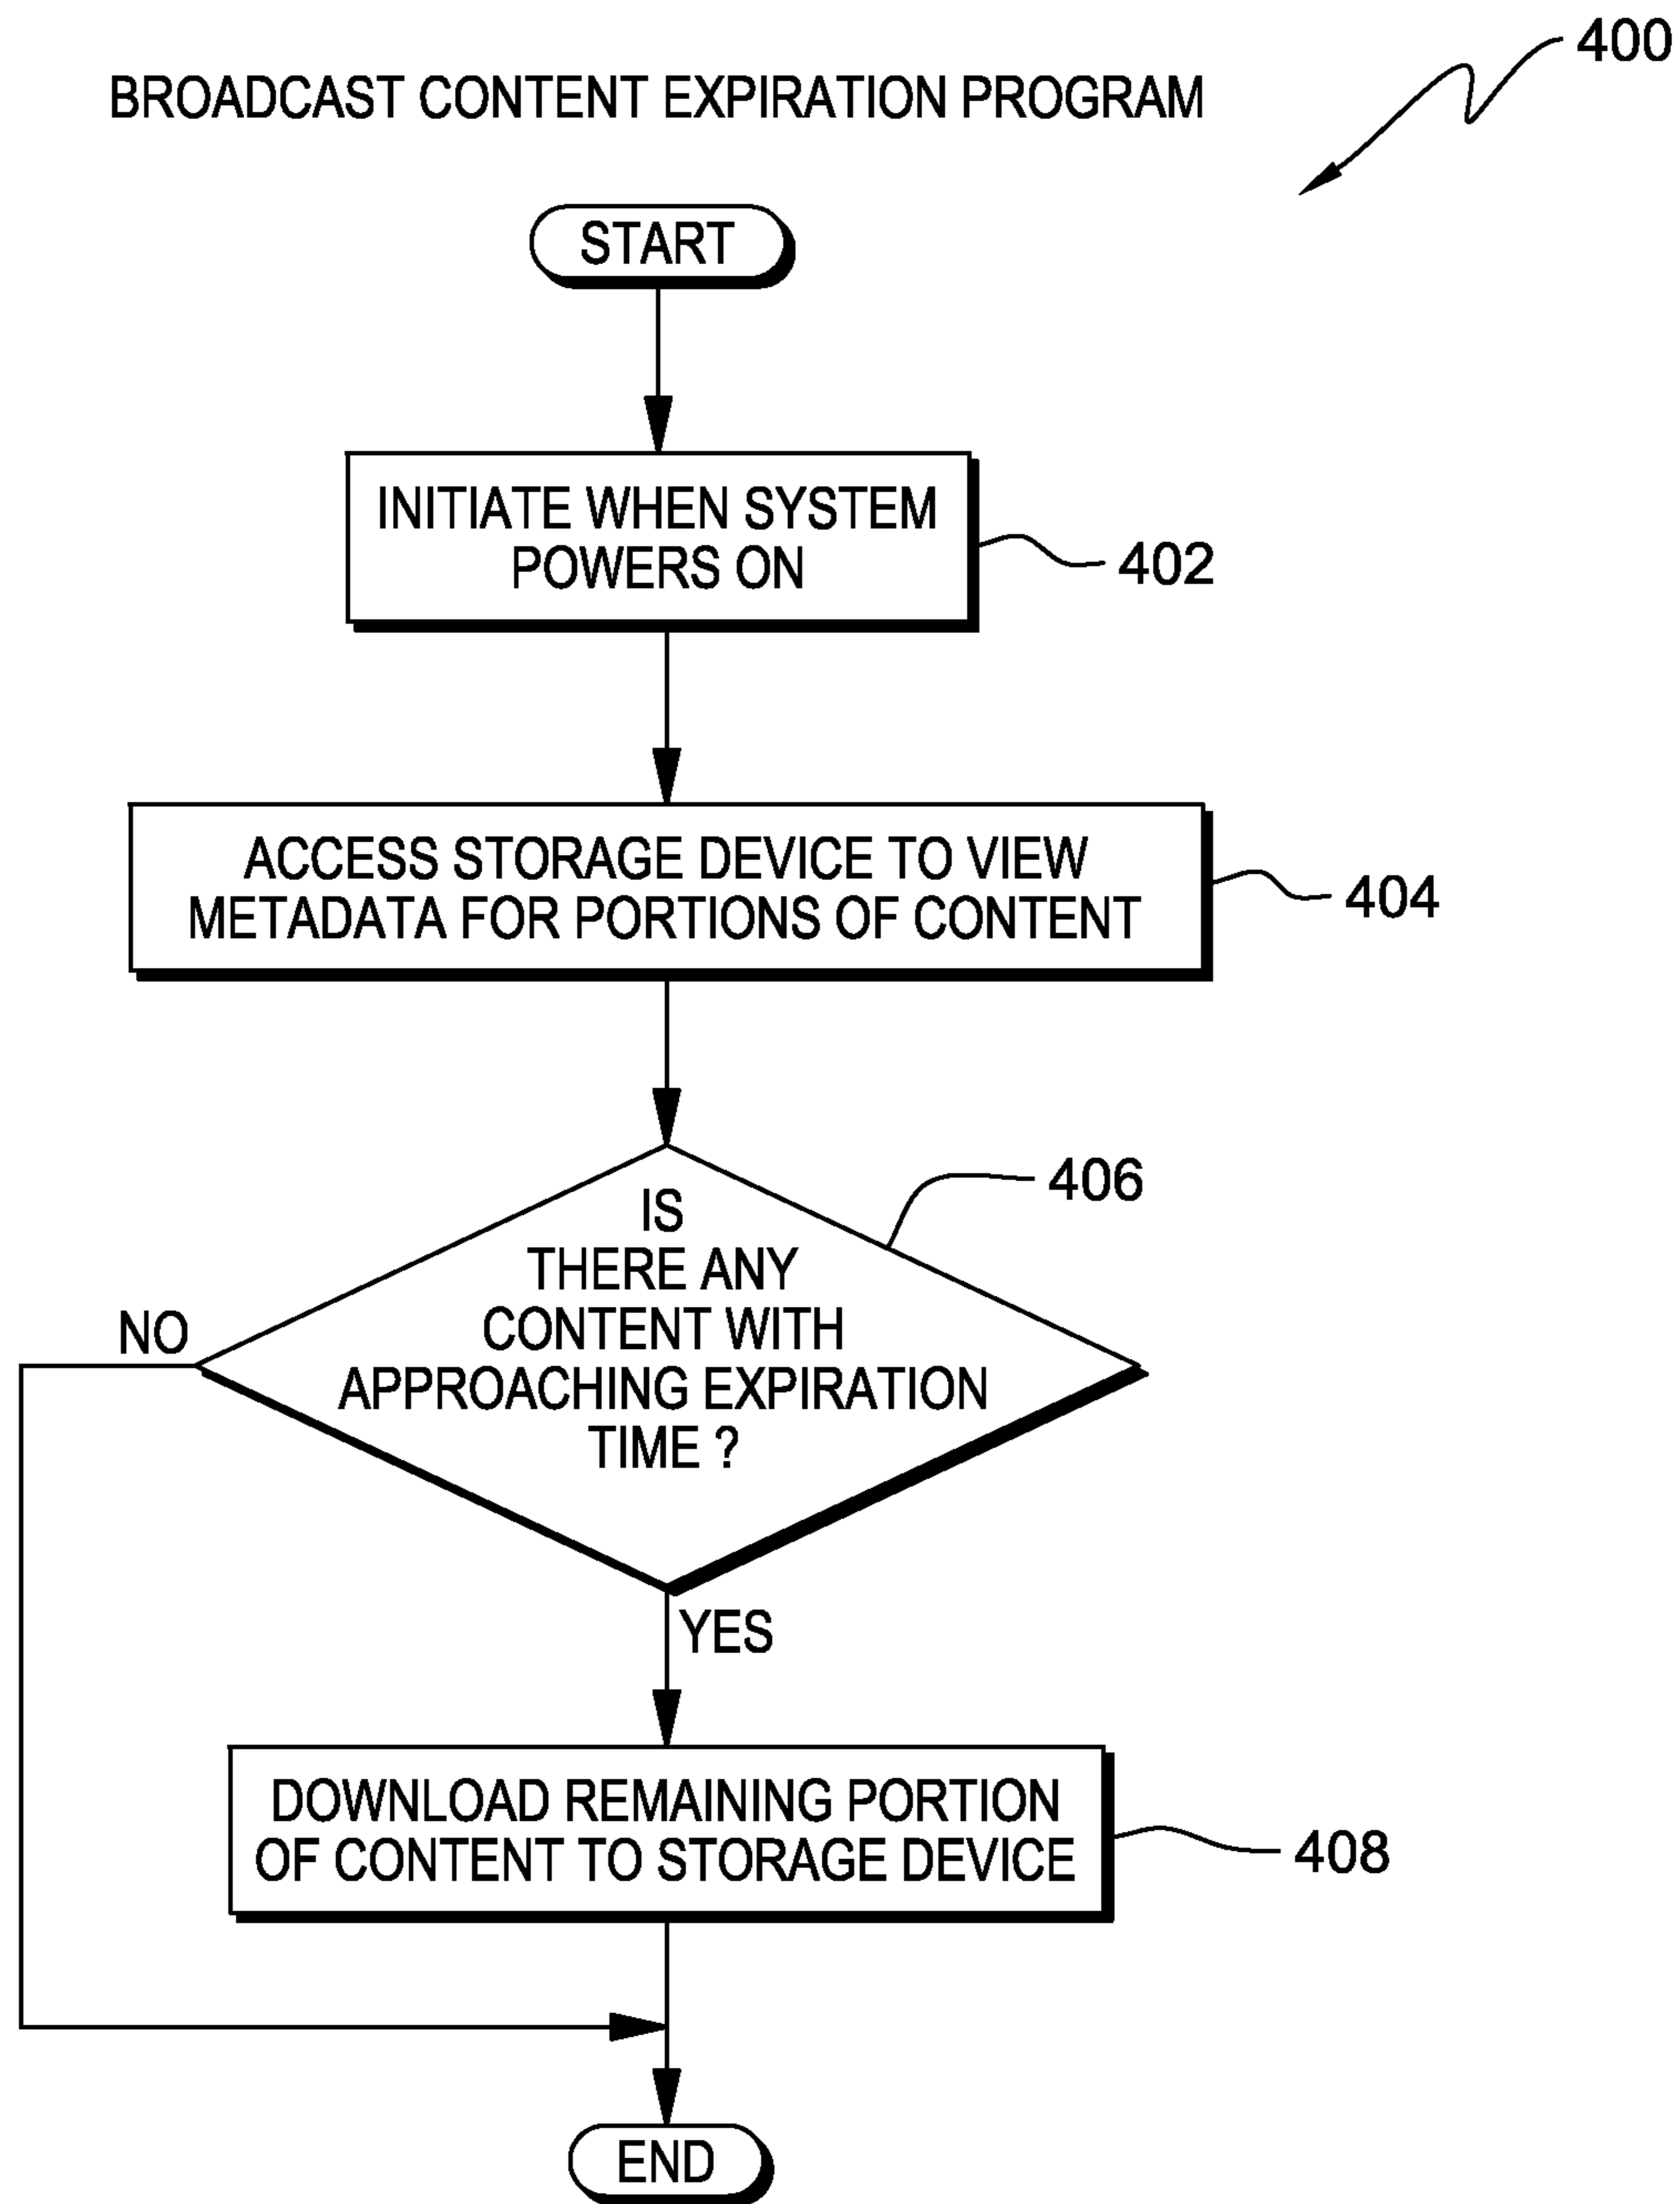 400
BROADCAST CONTENT EXPIRATION PROGRAM
START
INITIATE WHEN SYSTEM
POWERS ON
402
ACCESS STORAGE DEVICE TO VIEW
METADATA FOR PORTIONS OF CONTENT
404
IS
THERE ANY
CONTENT WITH
APPROACHING EXPIRATION
TIME ?
406
NO
YES
DOWNLOAD REMAINING PORTION
OF CONTENT TO STORAGE DEVICE
408
END